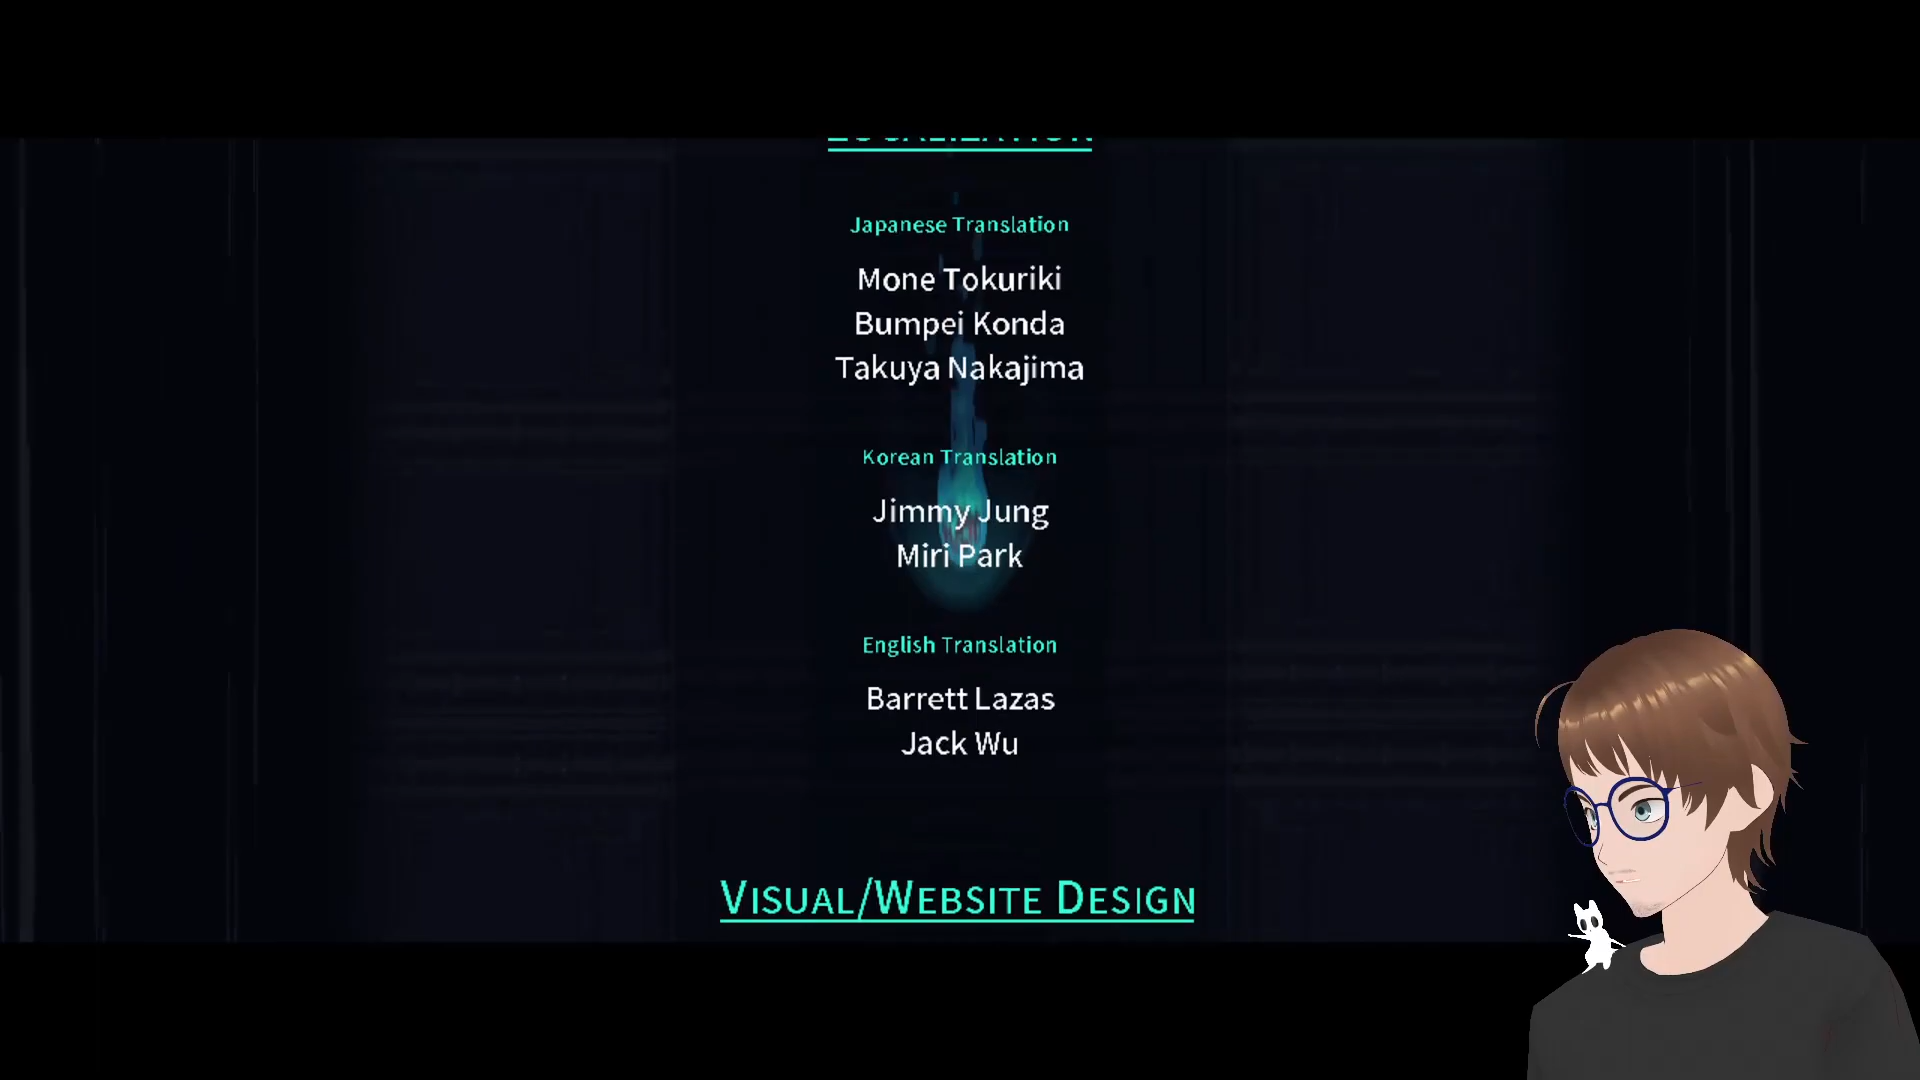 LOCALIZATION
Japanese Translation
Mone Tokuriki
Bumpei Konda
Takuya Nakajima
Korean Translation
Jimmy Jung
Miri Park
English Translation
Barrett Lazas
Jack Wu
VISUAL/WEBSITE DESIGN